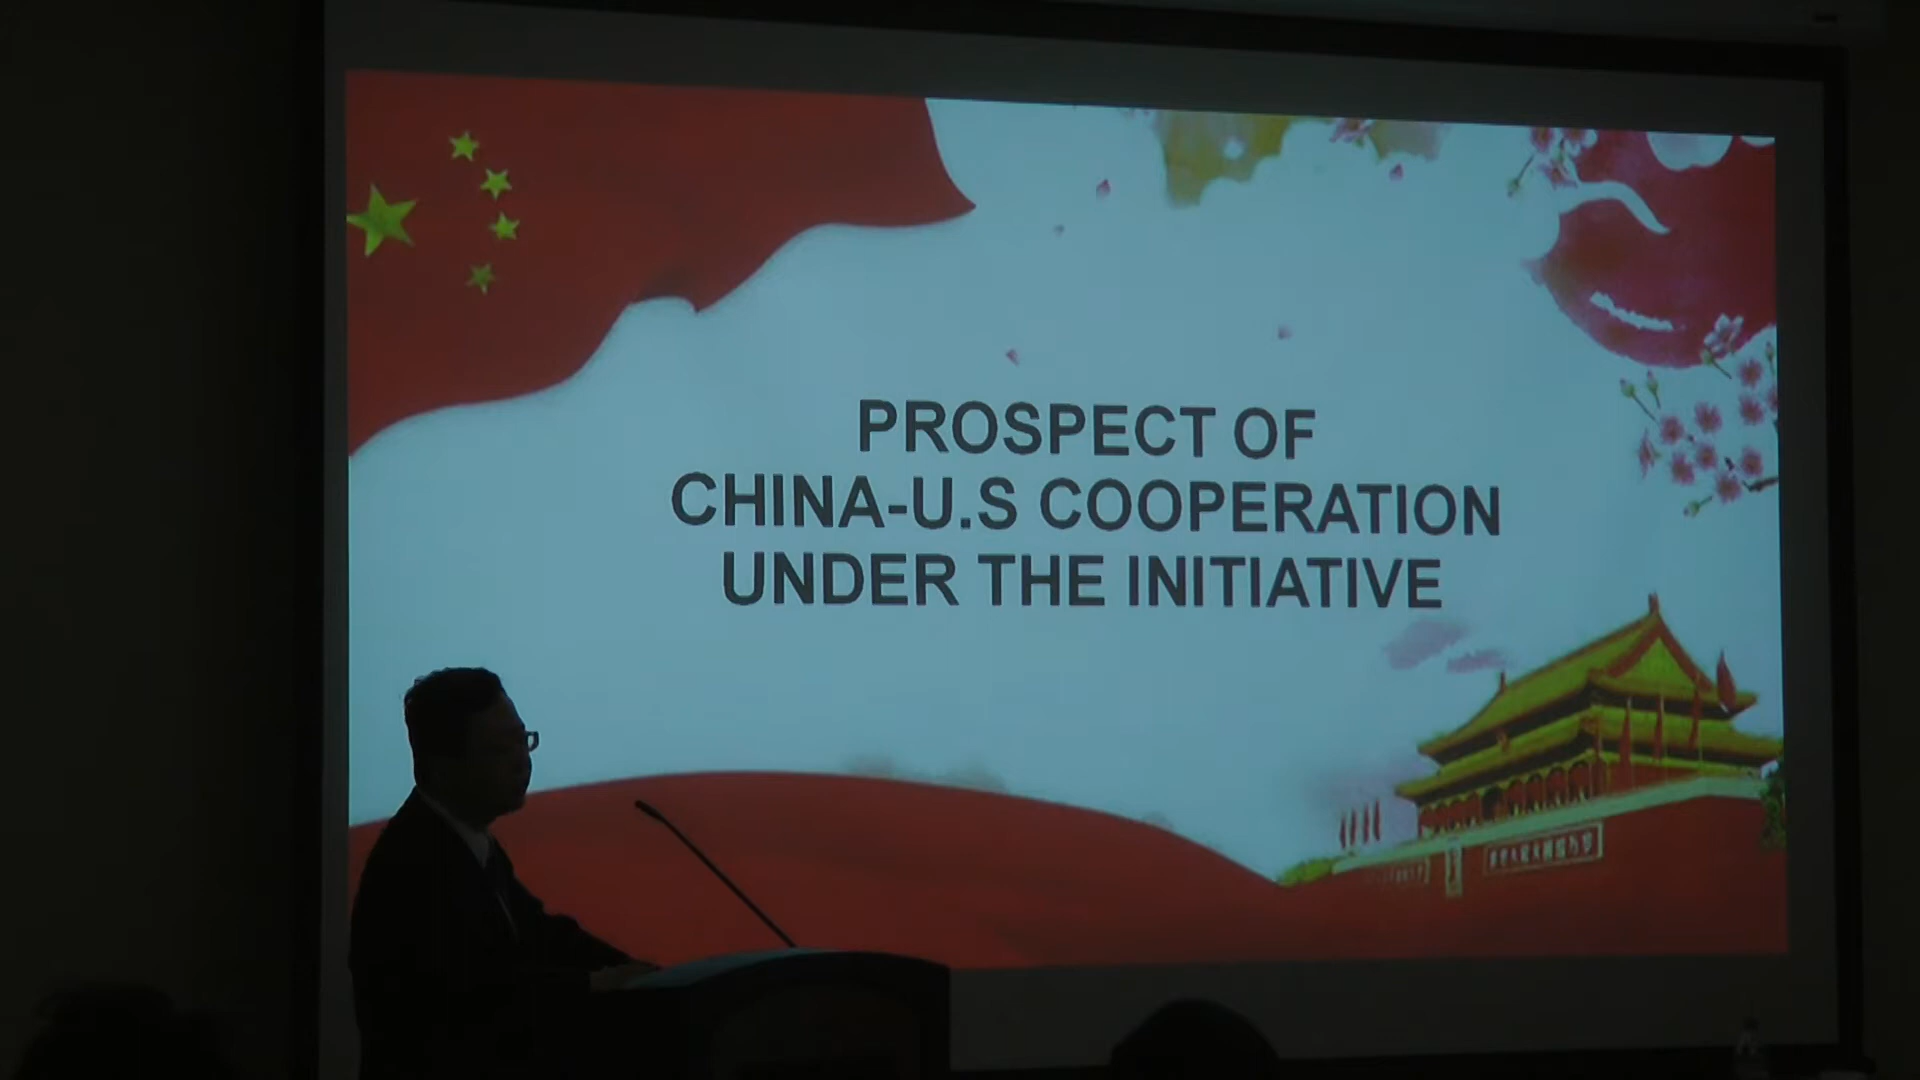 PROSPECT OF
CHINA-U.S COOPERATION
UNDER THE INITIATIVE